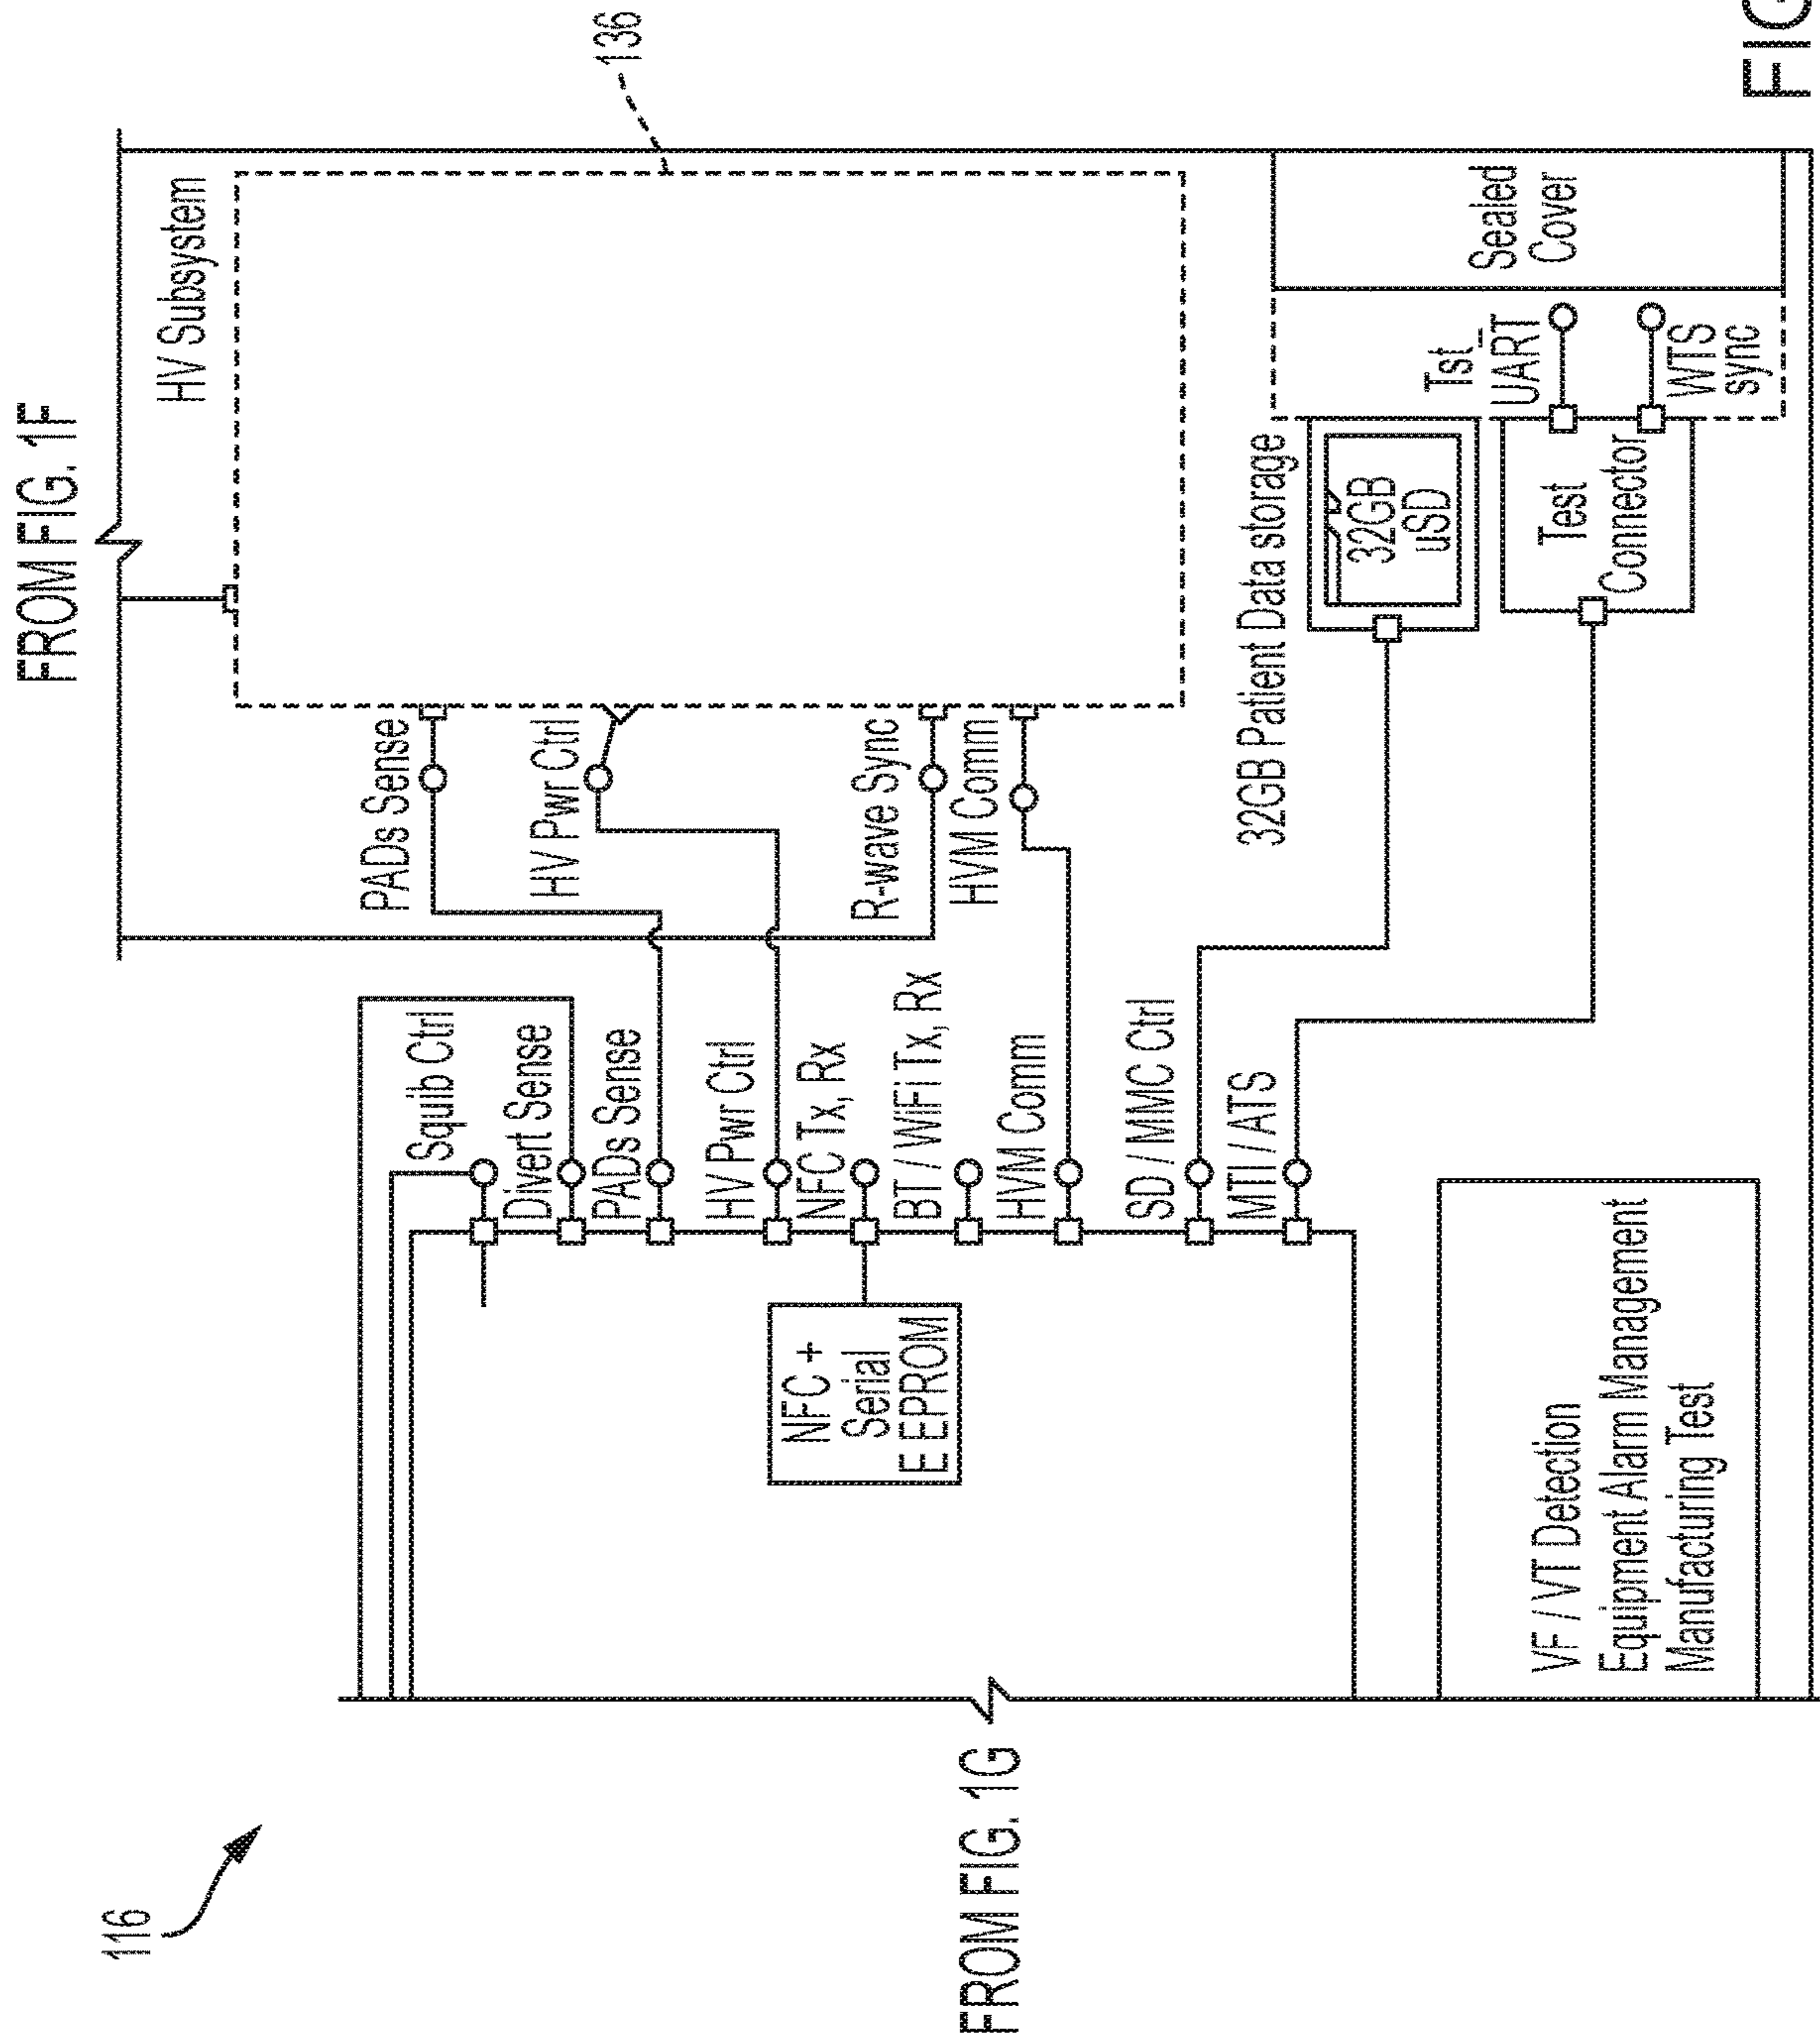 FROM FIG. 1F
HV Subsystem
136
PADs Sense
HV Pwr Ctrl
R-wave Sync
HVM Comm
116
FROM FIG. 1G
Squib Ctrl
Divert Sense
PADs Sense
HV Pwr Ctrl
NFC Tx, Rx
BT / WiFi Tx, Rx
HVM Comm
SD / MMC Ctrl
MTI / ATS
NFC +
Serial
E EEPROM
32GB Patient Data storage
32GB
uSD
Test
Connector
Tst_
UART
WTS
sync
Sealed
Cover
VF / VT Detection
Equipment Alarm Management
Manufacturing Test
FIG